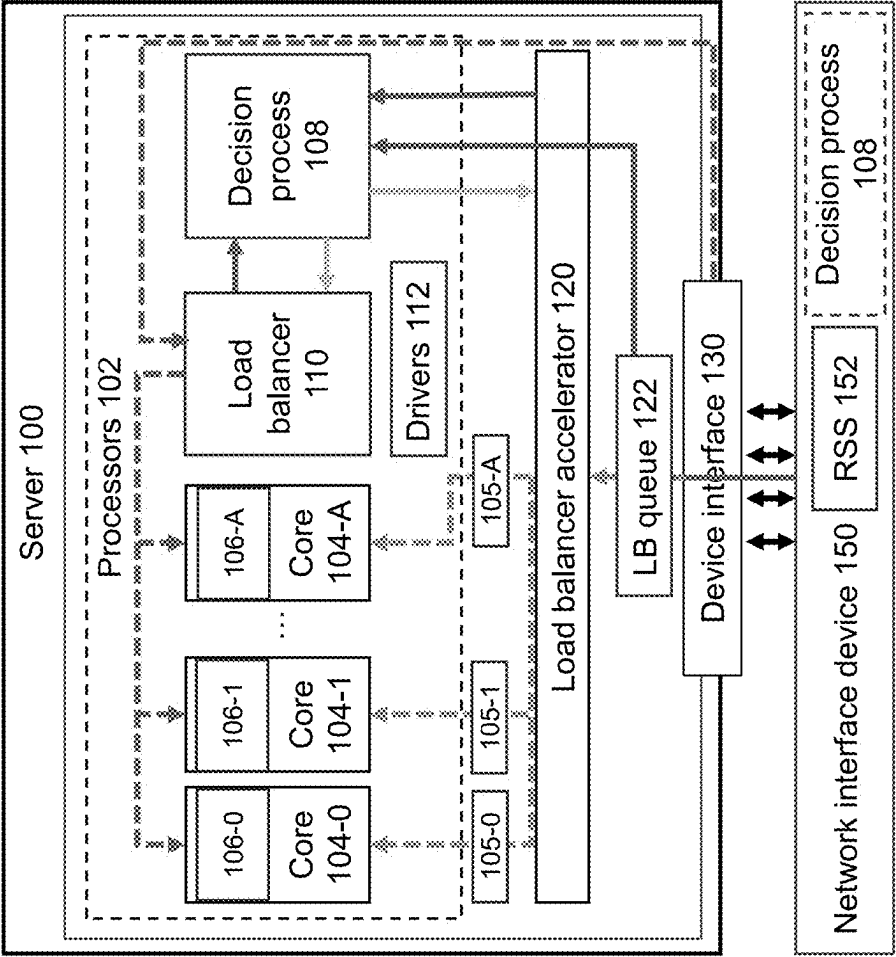 Server 100
Processors 102
106-0
Core
104-0
106-1
Core
104-1
...
106-A
Core
104-A
Load
balancer
110
Decision
process
108
Drivers 112
105-0
105-1
105-A
Load balancer accelerator 120
LB queue 122
Device interface 130
Network interface device 150
RSS 152
Decision process
108